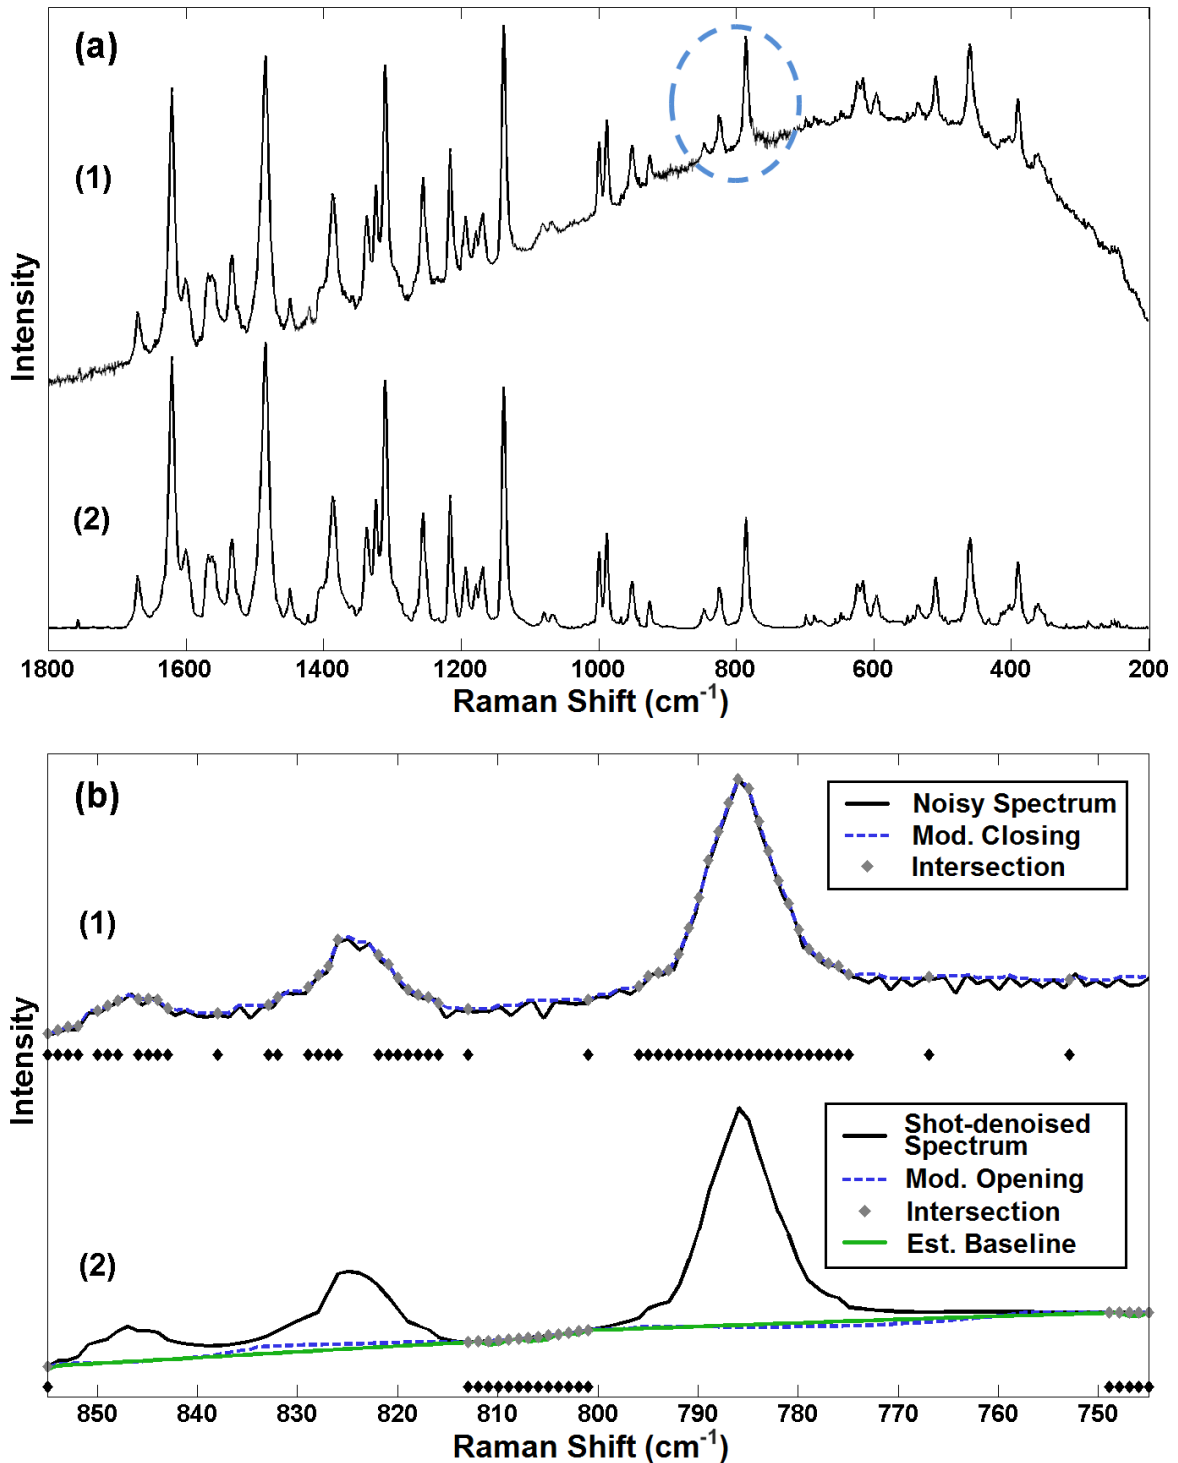 (a)
(1)
Intensity
(2)
1800 1600 1400 1200 1000 800 600 400 200
Raman Shift (cm-1)
(b)
Noisy Spectrum
Mod. Closing
Intersection
(1)
Intensity
Shot-denoised
Spectrum
Mod. Opening
Intersection
Est. Baseline
(2)
850 840 830 820 810 800 790 780 770 760 750
Raman Shift (cm-1)